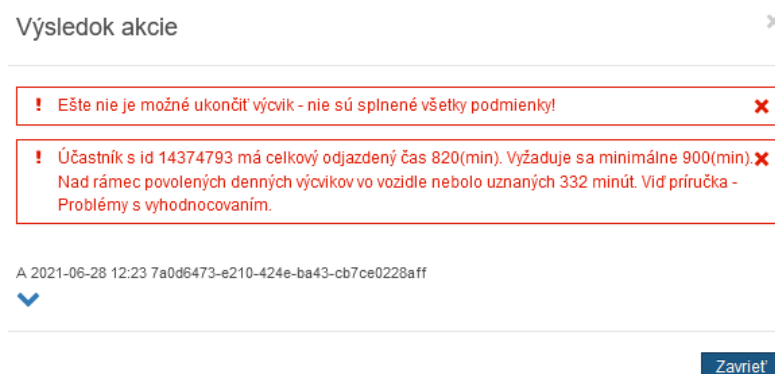 Výsledok akcie
! Ešte nie je možné ukončiť výcvik - nie sú splnené všetky podmienky!
! Účastník s id 14374793 má celkový odjazdený čas 820(min). Vyžaduje sa minimálne 900(min).
Nad rámec povolených denných výcvikov vo vozidle nebolo uznaných 332 minút. Viď príručka -
Problémy s vyhodnocovaním.
A 2021-06-28 12:23 7a0d6473-e210-424e-ba43-cb7ce0228aff
Zavrieť